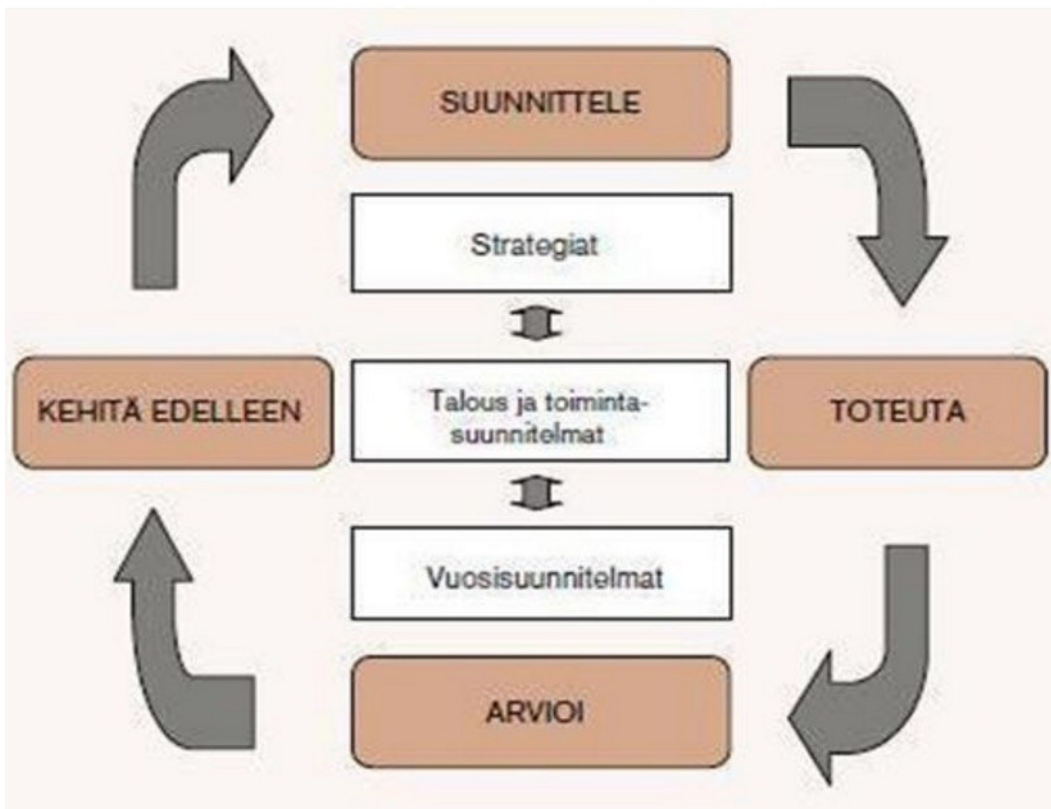 SUUNNITTELE
Strategiat
KEHITÄ EDELLEEN
Talous ja toiminta-
suunnitelmat
TOTEUTA
Vuosisuunnitelmat
ARVIOI